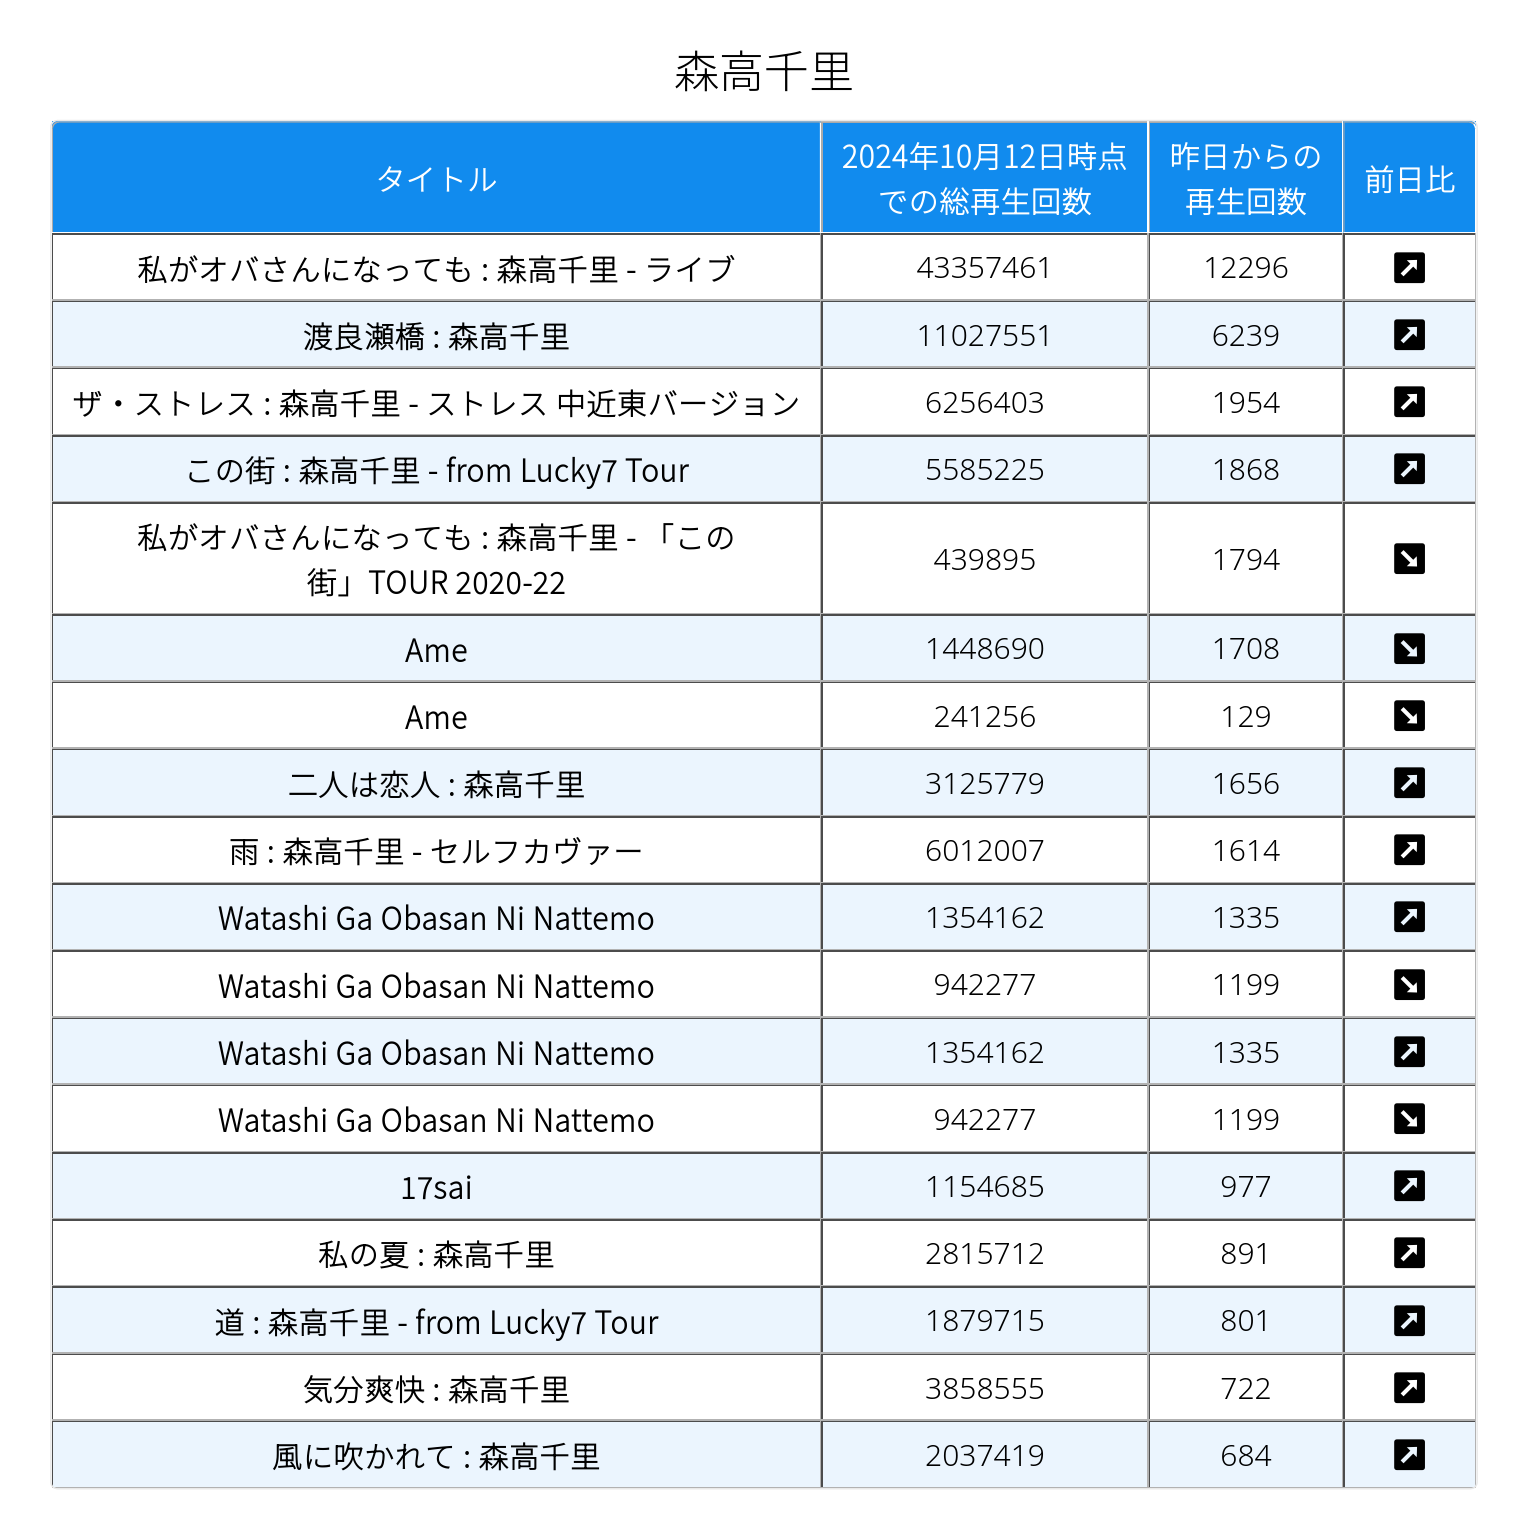 森高千里
タイトル
2024年10月12日時点
での総再生回数
昨日からの
再生回数
前日比
私がオバさんになっても : 森高千里 - ライブ 43357461 12296
渡良瀬橋 : 森高千里 11027551 6239
ザ・ストレス : 森高千里 - ストレス 中近東バージョン 6256403 1954
この街 : 森高千里 - from Lucky7 Tour 5585225 1868
私がオバさんになっても : 森高千里 - 「この
街」TOUR 2020-22 439895 1794
Ame 1448690 1708
Ame 241256 129
二人は恋人 : 森高千里 3125779 1656
雨 : 森高千里 - セルフカヴァー 6012007 1614
Watashi Ga Obasan Ni Nattemo 1354162 1335
Watashi Ga Obasan Ni Nattemo 942277 1199
Watashi Ga Obasan Ni Nattemo 1354162 1335
Watashi Ga Obasan Ni Nattemo 942277 1199
17sai 1154685 977
私の夏 : 森高千里 2815712 891
道 : 森高千里 - from Lucky7 Tour 1879715 801
気分爽快 : 森高千里 3858555 722
風に吹かれて : 森高千里 2037419 684